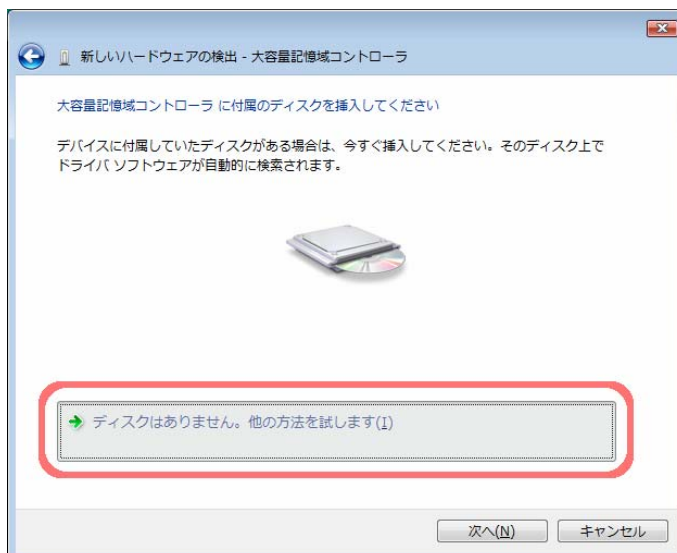 新しいハードウェアの検出 - 大容量記憶域コントローラ
大容量記憶域コントローラ に付属のディスクを挿入してください
デバイスに付属していたディスクがある場合は、今すぐ挿入してください。そのディスク上で
ドライバ ソフトウェアが自動的に検索されます。
ディスクはありません。他の方法を試します(I)
次へ(N)
キャンセル